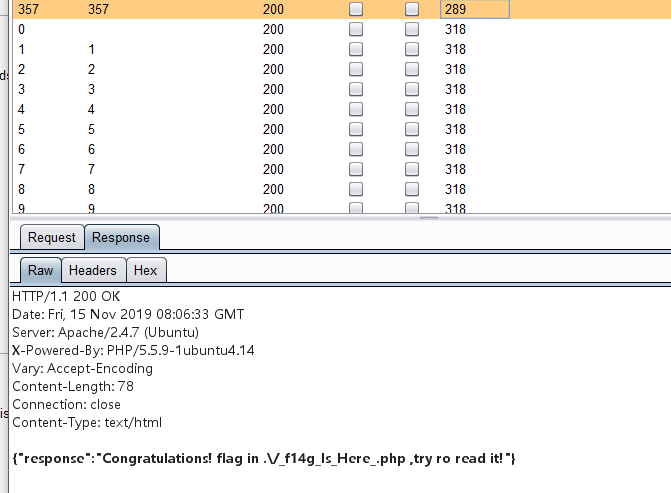 357 357 200 289
0 200 318
1 1 200 318
2 2 200 318
3 3 200 318
4 4 200 318
5 5 200 318
6 6 200 318
7 7 200 318
8 8 200 318
9 9 200 318
Request Response
Raw Headers Hex
HTTP/1.1 200 OK
Date: Fri, 15 Nov 2019 08:06:33 GMT
Server: Apache/2.4.7 (Ubuntu)
X-Powered-By: PHP/5.5.9-1ubuntu4.14
Vary: Accept-Encoding
Content-Length: 78
Connection: close
Content-Type: text/html
{"response":"Congratulations! flag in .\/_f14g_Is_Here_.php ,try ro read it!"}